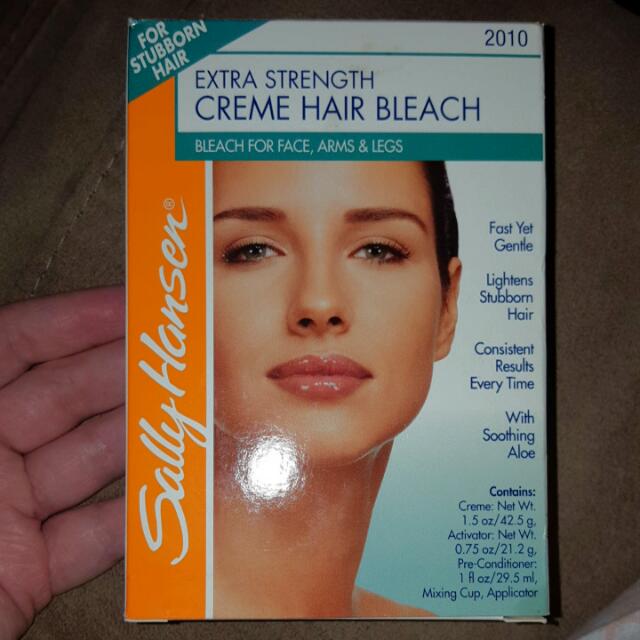 FOR
STUBBORN
HAIR
2010
EXTRA STRENGTH
CREME HAIR BLEACH
BLEACH FOR FACE, ARMS & LEGS
Sally Hansen®
Fast Yet
Gentle
Lightens
Stubborn
Hair
Consistent
Results
Every Time
With
Soothing
Aloe
Contains:
Creme: Net Wt.
1.5 oz/42.5 g,
Activator: Net Wt.
0.75 oz/21.2 g,
Pre-Conditioner:
1 fl oz/29.5 ml,
Mixing Cup, Applicator